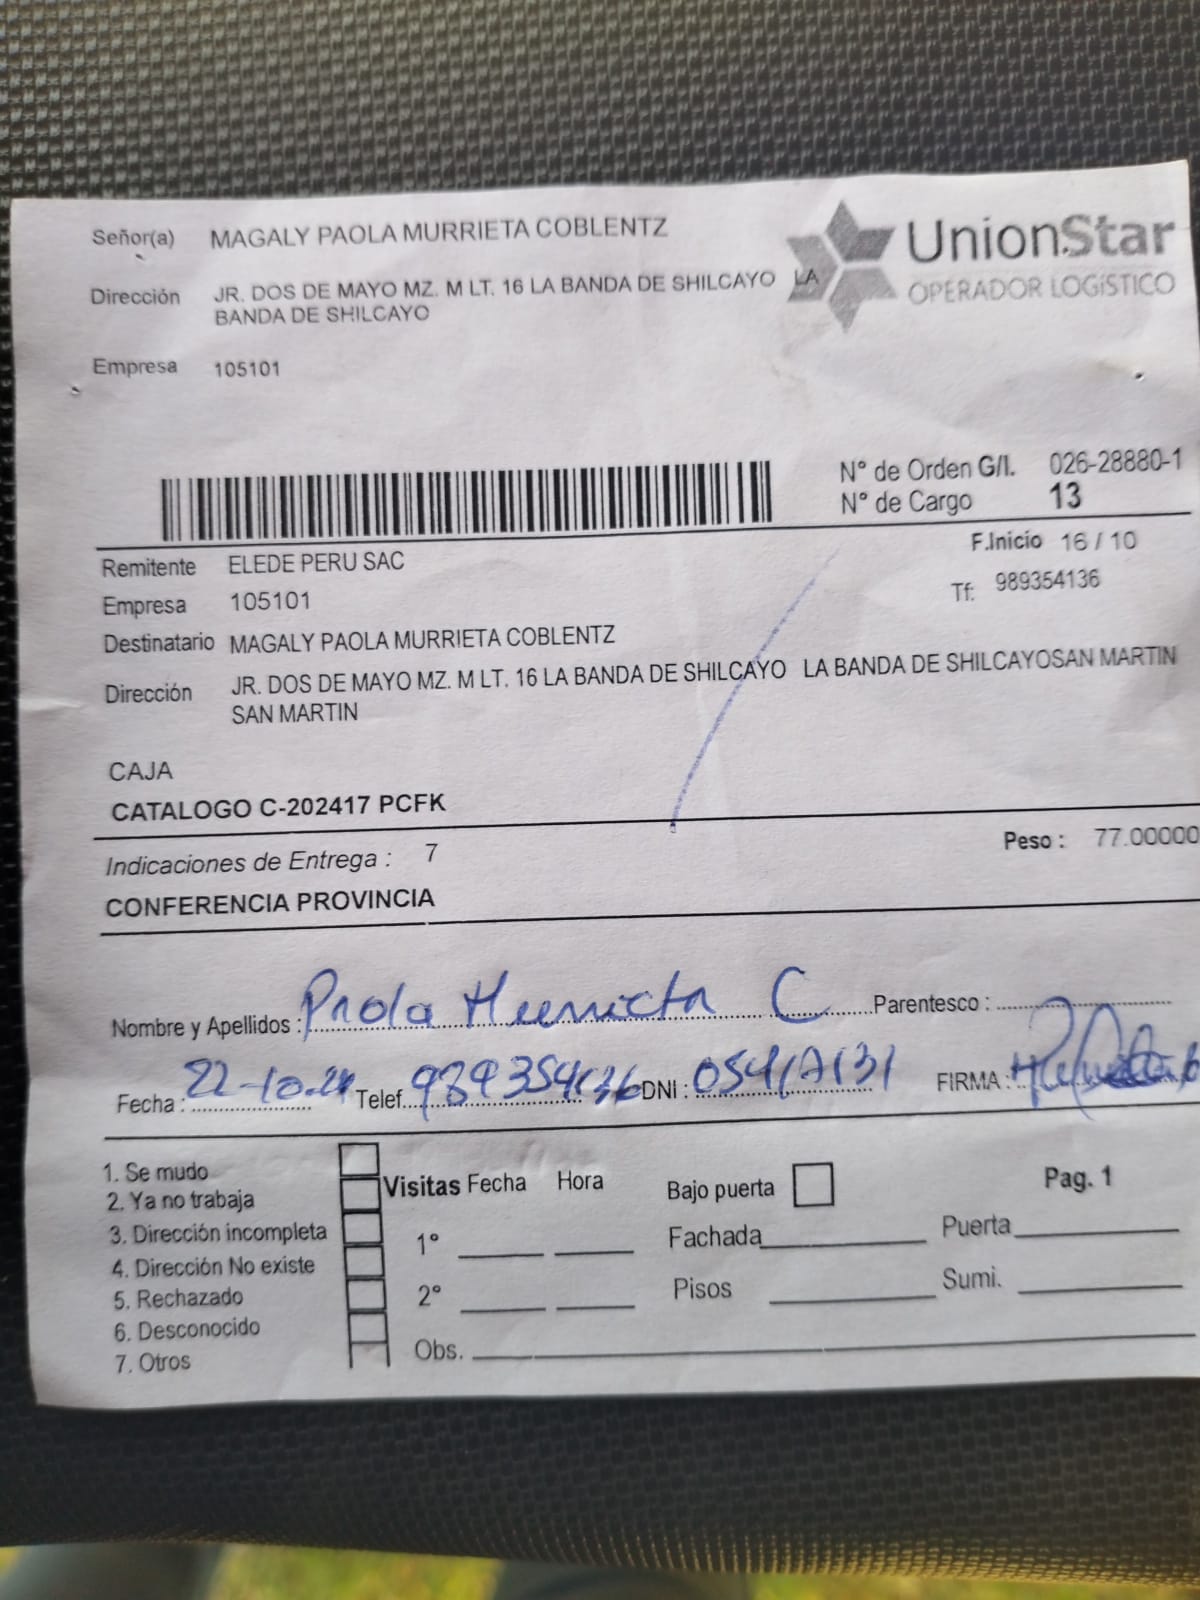 Señor(a) MAGALY PAOLA MURRIETA COBLENTZ
UnionStar
OPERADOR LOGÍSTICO
Dirección JR. DOS DE MAYO MZ. M LT. 16 LA BANDA DE SHILCAYO LA
BANDA DE SHILCAYO
Empresa 105101
N° de Orden G/I. 026-28880-1
N° de Cargo 13
F.Inicio 16 / 10
Remitente ELEDE PERU SAC
Tf: 989354136
Empresa 105101
Destinatario MAGALY PAOLA MURRIETA COBLENTZ
Dirección JR. DOS DE MAYO MZ. M LT. 16 LA BANDA DE SHILCAYO LA BANDA DE SHILCAYOSAN MARTIN
SAN MARTIN
CAJA
CATALOGO C-202417 PCFK
Indicaciones de Entrega : 7
Peso : 77.00000
CONFERENCIA PROVINCIA
Nombre y Apellidos : Paola Murrieta C Parentesco :
Fecha : 22-10-24 Telef. 989354136 DNI : FIRMA :
1. Se mudo
2. Ya no trabaja
3. Dirección incompleta
4. Dirección No existe
5. Rechazado
6. Desconocido
7. Otros
Visitas Fecha Hora
1°
2°
Obs.
Bajo puerta
Fachada
Pisos
Pag. 1
Puerta
Sumi.